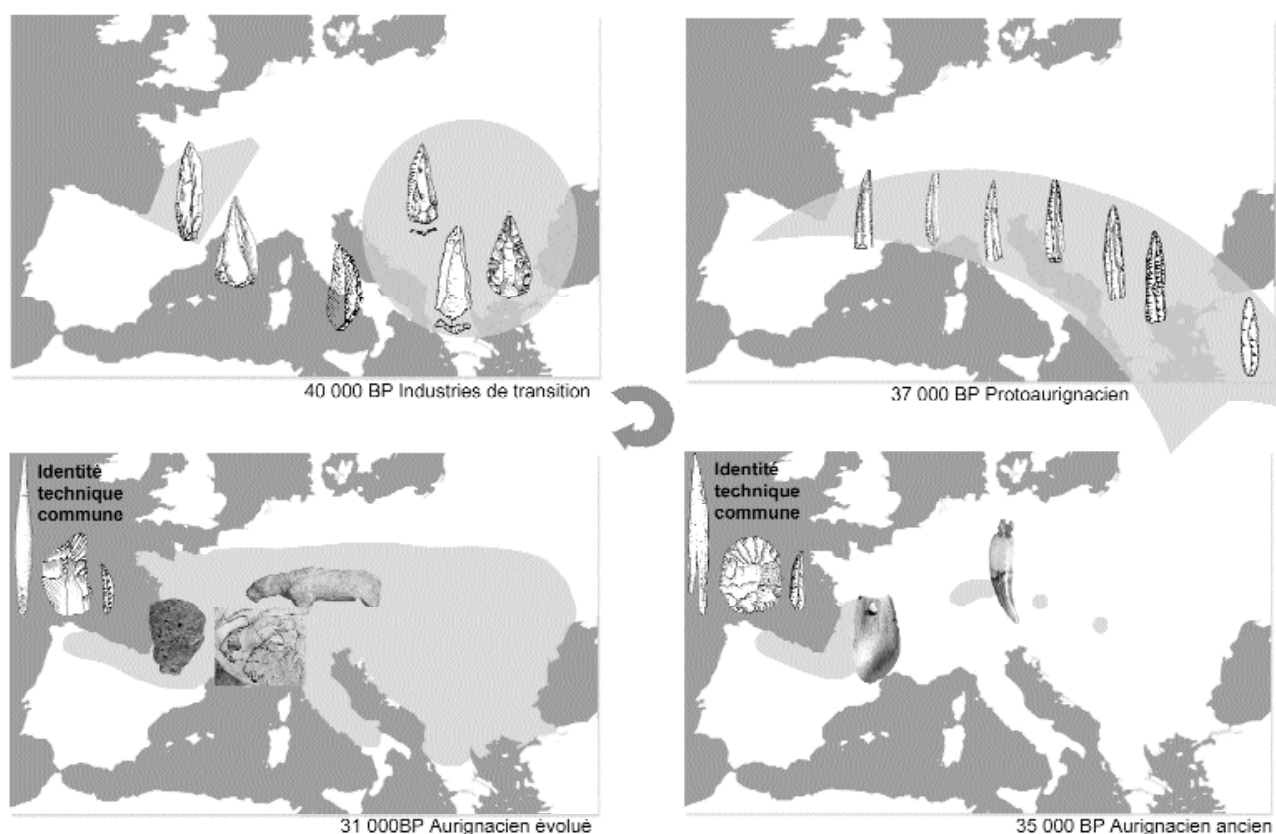 40 000 BP Industries de transition
37 000 BP Protoaurignacien
Identité
technique
commune
31 000BP Aurignacien évolué
Identité
technique
commune
35 000 BP Aurignacien ancien